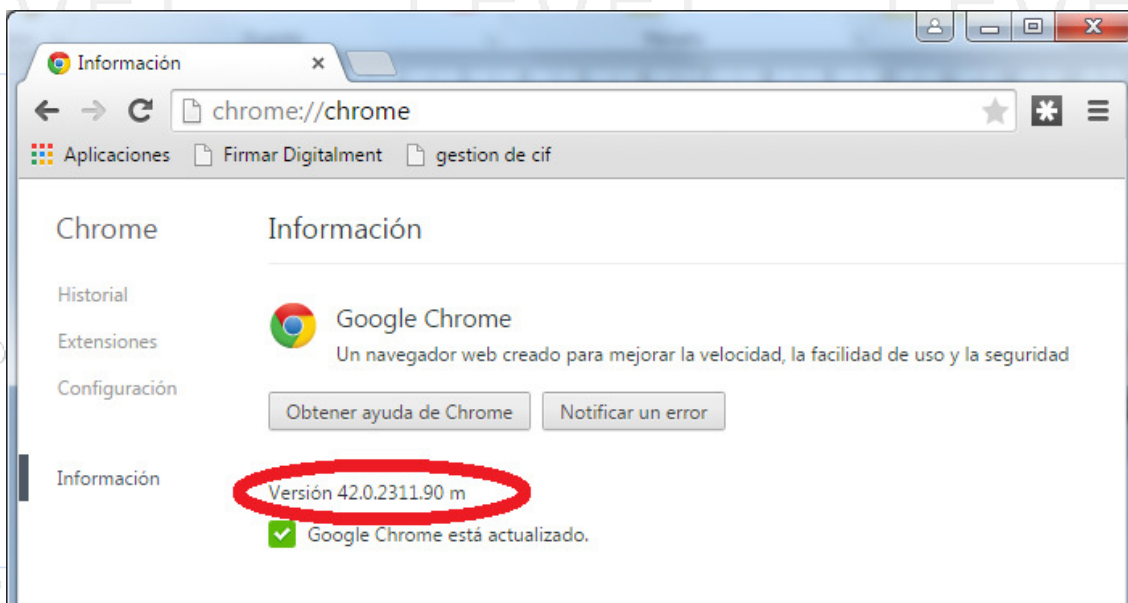 LEVEL
Información
chrome://chrome
Aplicaciones Firmar Digitalment gestion de cif
Chrome Información
Historial
Google Chrome
Extensiones
Un navegador web creado para mejorar la velocidad, la facilidad de uso y la seguridad
Configuración
Obtener ayuda de Chrome Notificar un error
Información
Versión 42.0.2311.90 m
Google Chrome está actualizado.